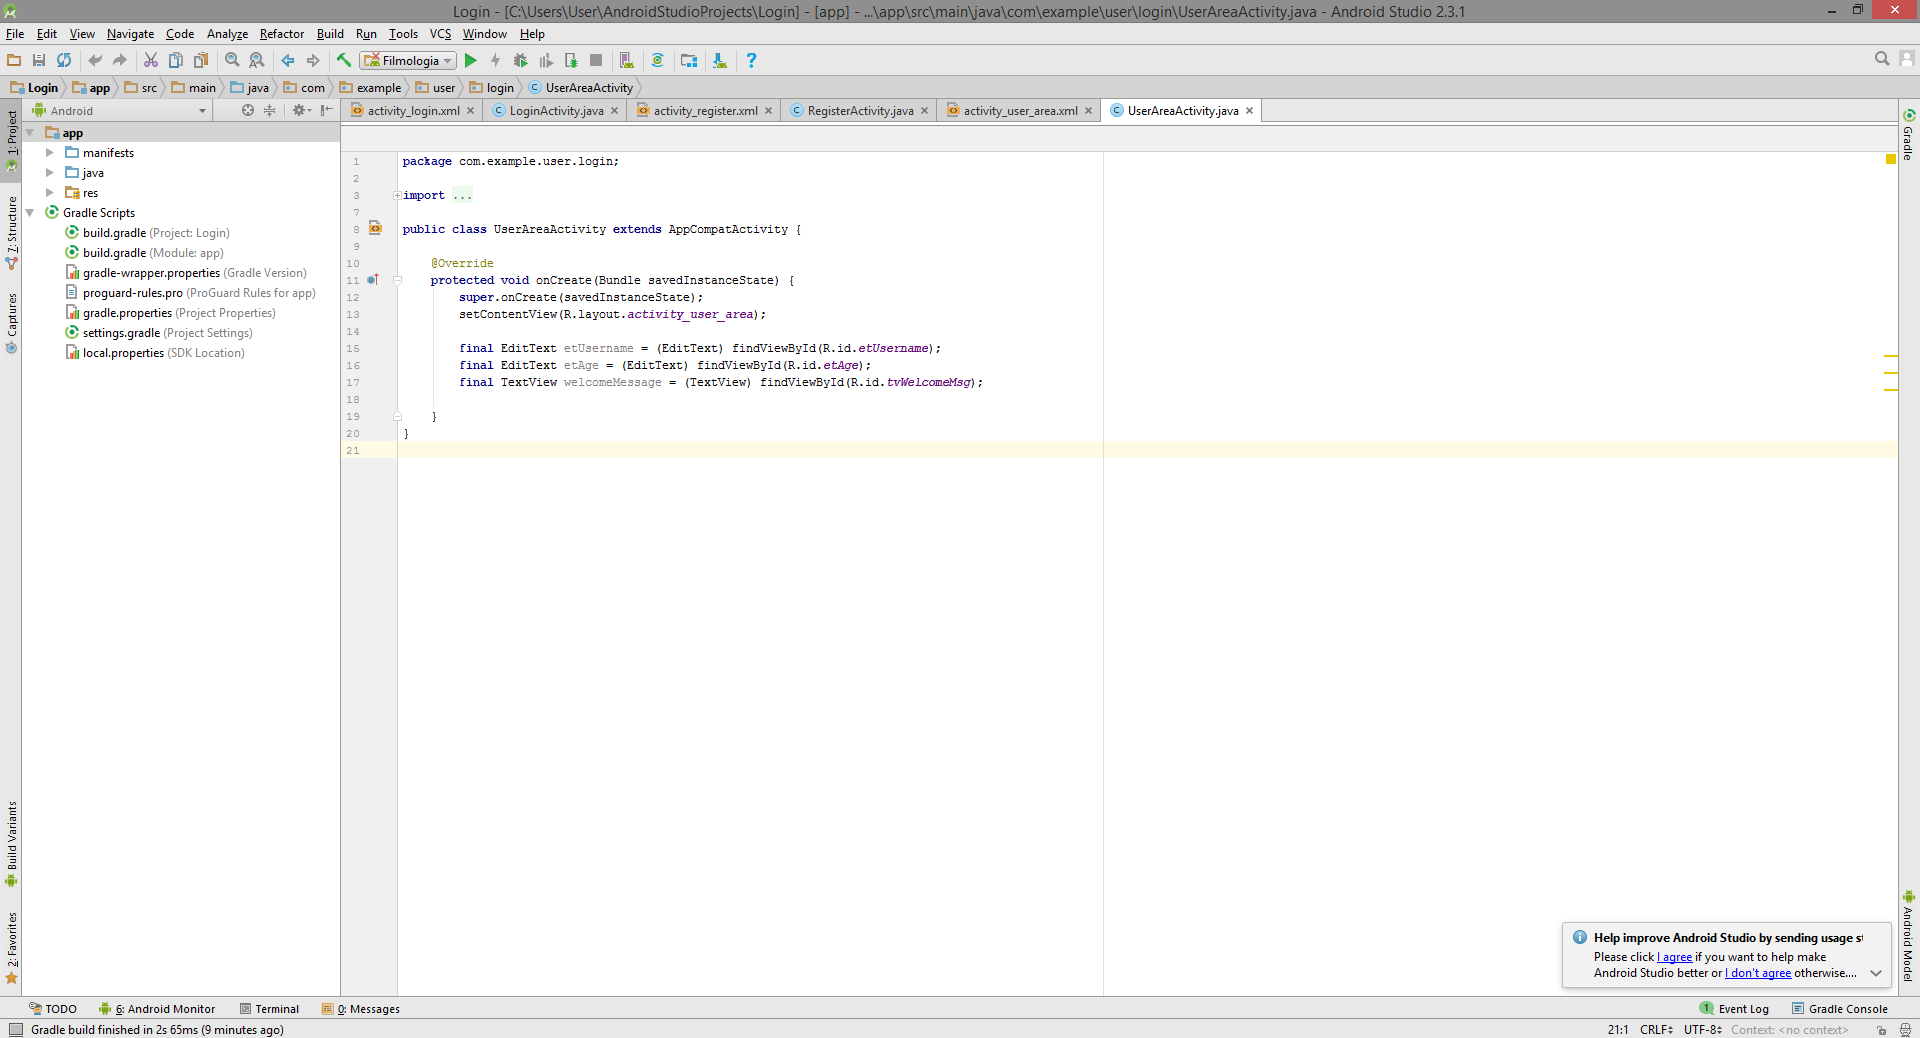 Login - [C:\Users\User\AndroidStudioProjects\Login] - [app] - ...\app\src\main\java\com\example\user\login\UserAreaActivity.java - Android Studio 2.3.1
File Edit View Navigate Code Analyze Refactor Build Run Tools VCS Window Help
Filmologia
Login app src main java com example user login UserAreaActivity
Android
activity_login.xml LoginActivity.java activity_register.xml RegisterActivity.java activity_user_area.xml UserAreaActivity.java
1: Project
7: Structure
Captures
Build Variants
2: Favorites
app
manifests
java
res
Gradle Scripts
build.gradle (Project: Login)
build.gradle (Module: app)
gradle-wrapper.properties (Gradle Version)
proguard-rules.pro (ProGuard Rules for app)
gradle.properties (Project Properties)
settings.gradle (Project Settings)
local.properties (SDK Location)
1 package com.example.user.login;
2
3 import ...
7
8 public class UserAreaActivity extends AppCompatActivity {
9
10 @Override
11 protected void onCreate(Bundle savedInstanceState) {
12 super.onCreate(savedInstanceState);
13 setContentView(R.layout.activity_user_area);
14
15 final EditText etUsername = (EditText) findViewById(R.id.etUsername);
16 final EditText etAge = (EditText) findViewById(R.id.etAge);
17 final TextView welcomeMessage = (TextView) findViewById(R.id.tvWelcomeMsg);
18
19 }
20 }
21
Gradle
Android Model
Help improve Android Studio by sending usage st
Please click I agree if you want to help make
Android Studio better or I don't agree otherwise....
TODO 6: Android Monitor Terminal 0: Messages 1 Event Log Gradle Console
Gradle build finished in 2s 65ms (9 minutes ago) 21:1 CRLF UTF-8 Context: <no context>